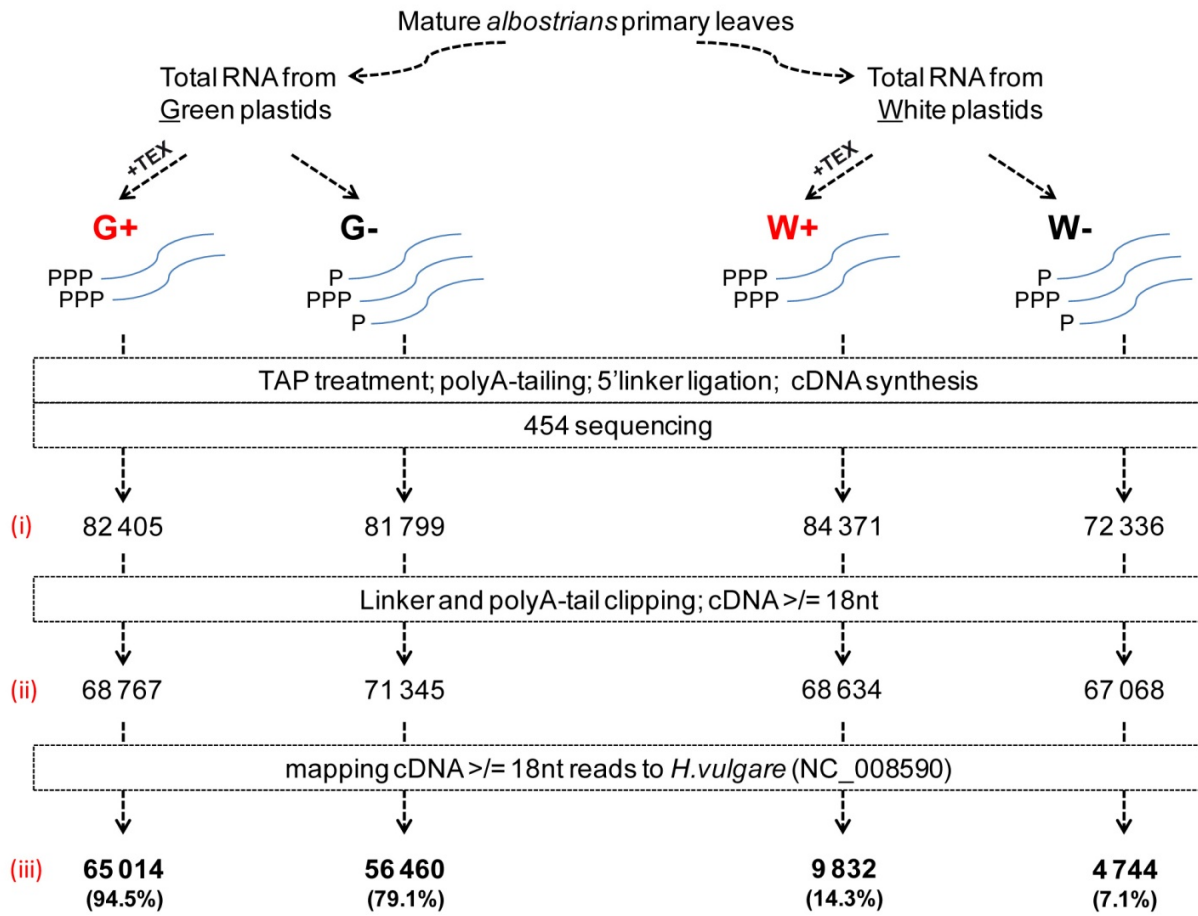 Mature albostrians primary leaves
Total RNA from
Green plastids
Total RNA from
White plastids
+TEX
+TEX
G+
G-
W+
W-
PPP
PPP
P
PPP
P
PPP
PPP
P
PPP
P
TAP treatment; polyA-tailing; 5'linker ligation; cDNA synthesis
454 sequencing
(i) 82 405 81 799 84 371 72 336
Linker and polyA-tail clipping; cDNA >/= 18nt
(ii) 68 767 71 345 68 634 67 068
mapping cDNA >/= 18nt reads to H.vulgare (NC_008590)
(iii) 65 014 56 460 9 832 4 744
(94.5%) (79.1%) (14.3%) (7.1%)